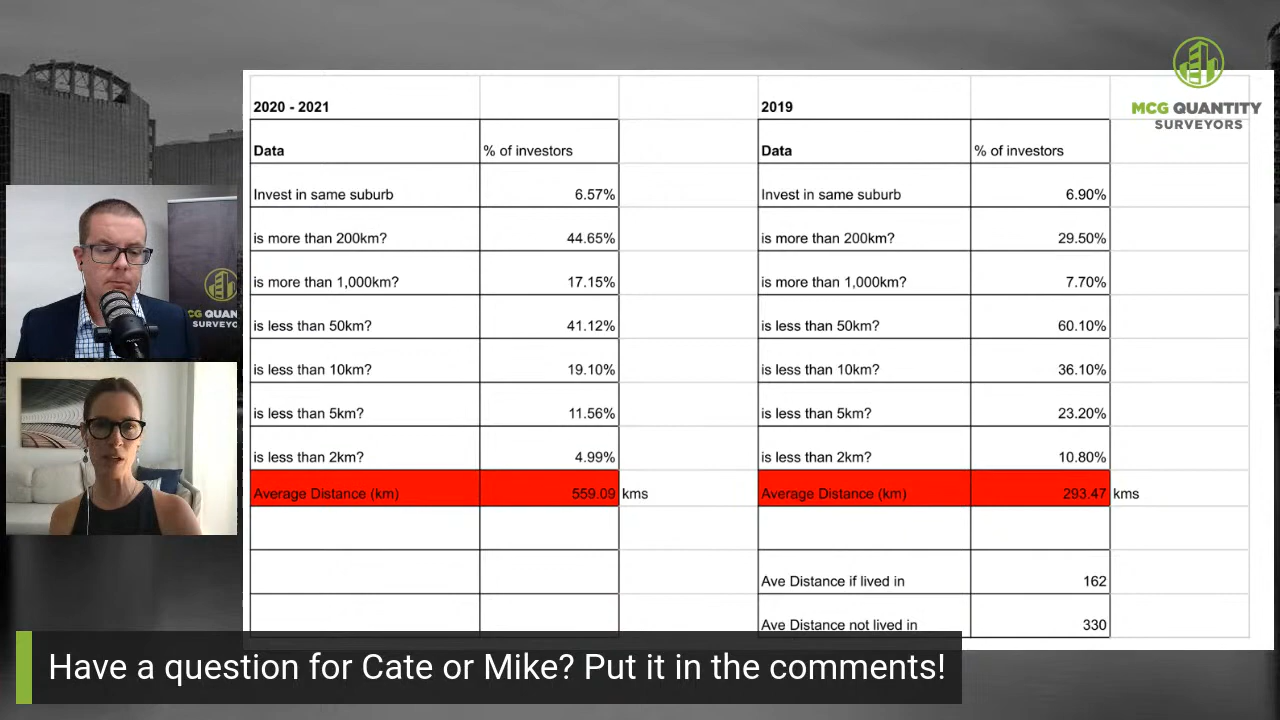 2020 - 2021
Data % of investors
Invest in same suburb 6.57%
is more than 200km? 44.65%
is more than 1,000km? 17.15%
is less than 50km? 41.12%
is less than 10km? 19.10%
is less than 5km? 11.56%
is less than 2km? 4.99%
Average Distance (km) 559.09 kms
2019
Data % of investors
Invest in same suburb 6.90%
is more than 200km? 29.50%
is more than 1,000km? 7.70%
is less than 50km? 60.10%
is less than 10km? 36.10%
is less than 5km? 23.20%
is less than 2km? 10.80%
Average Distance (km) 293.47 kms
Ave Distance if lived in 162
Ave Distance not lived in 330
MCG QUANTITY
SURVEYORS
CG QUAN
SURVEYO
Have a question for Cate or Mike? Put it in the comments!